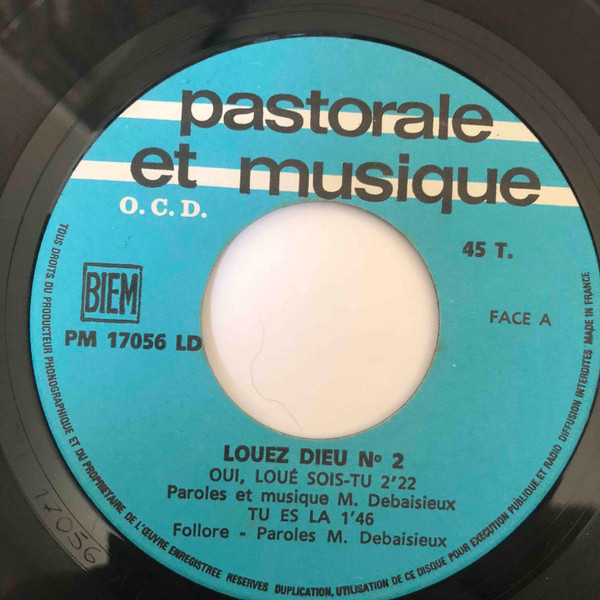 pastorale
et musique
O. C. D.
45 T.
BIEM
FACE A
PM 17056 LD
LOUEZ DIEU Nº 2
OUI, LOUÉ SOIS-TU 2'22
Paroles et musique M. Debaisieux
TU ES LA 1'46
Follore - Paroles M. Debaisieux
TOUS DROITS DU PRODUCTEUR PHONOGRAPHIQUE ET DU PROPRIETAIRE DE L'ŒUVRE ENREGISTREE RESERVES DUPLICATION, UTILISATION DE CE DISQUE POUR EXECUTION PUBLIQUE ET RADIO DIFFUSION INTERDITES MADE IN FRANCE
17056